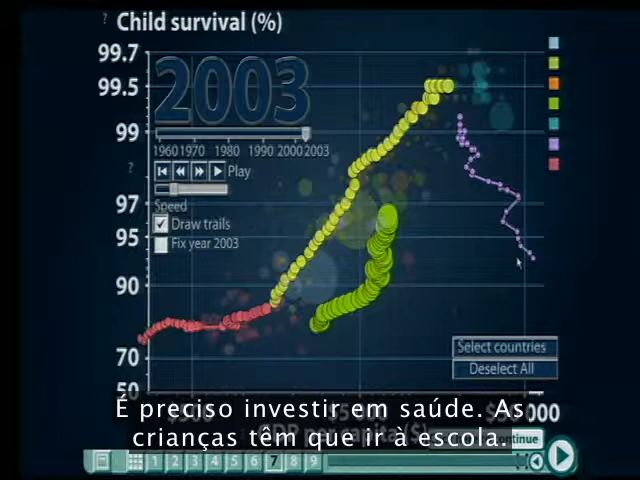 ? Child survival (%)
99.7
99.5
99
97
95
90
70
50
2003
1960 1970 1980 1990 2000 2003
?
Play
Speed
Draw trails
Fix year 2003
Select countries
Deselect All
É preciso investir em saúde. As
crianças têm que ir à escola.
1 2 3 4 5 6 7 8 9